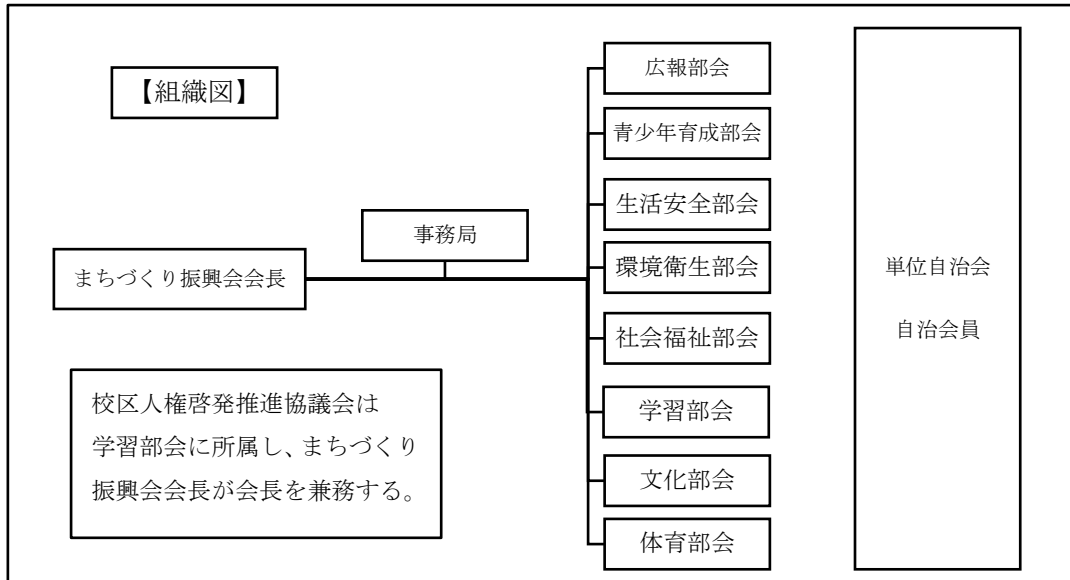 【組織図】
広報部会
青少年育成部会
生活安全部会
事務局
環境衛生部会
まちづくり振興会会長
社会福祉部会
学習部会
文化部会
体育部会
単位自治会
自治会員
校区人権啓発推進協議会は
学習部会に所属し、まちづくり
振興会会長が会長を兼務する。